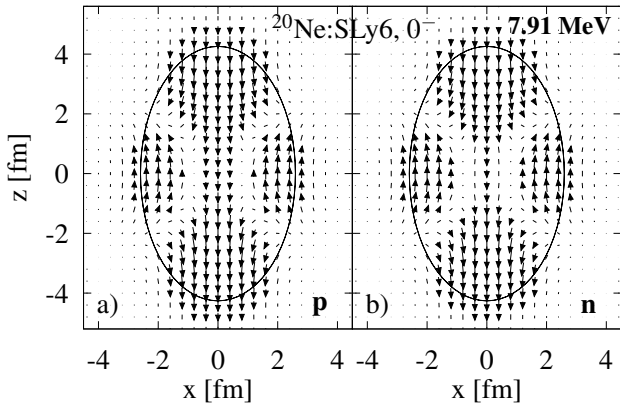 ²⁰Ne:SLy6, 0⁻ 7.91 MeV
4
2
0
-2
-4
z [fm]
a) p b) n
-4 -2 0 2 4 -4 -2 0 2 4
x [fm] x [fm]